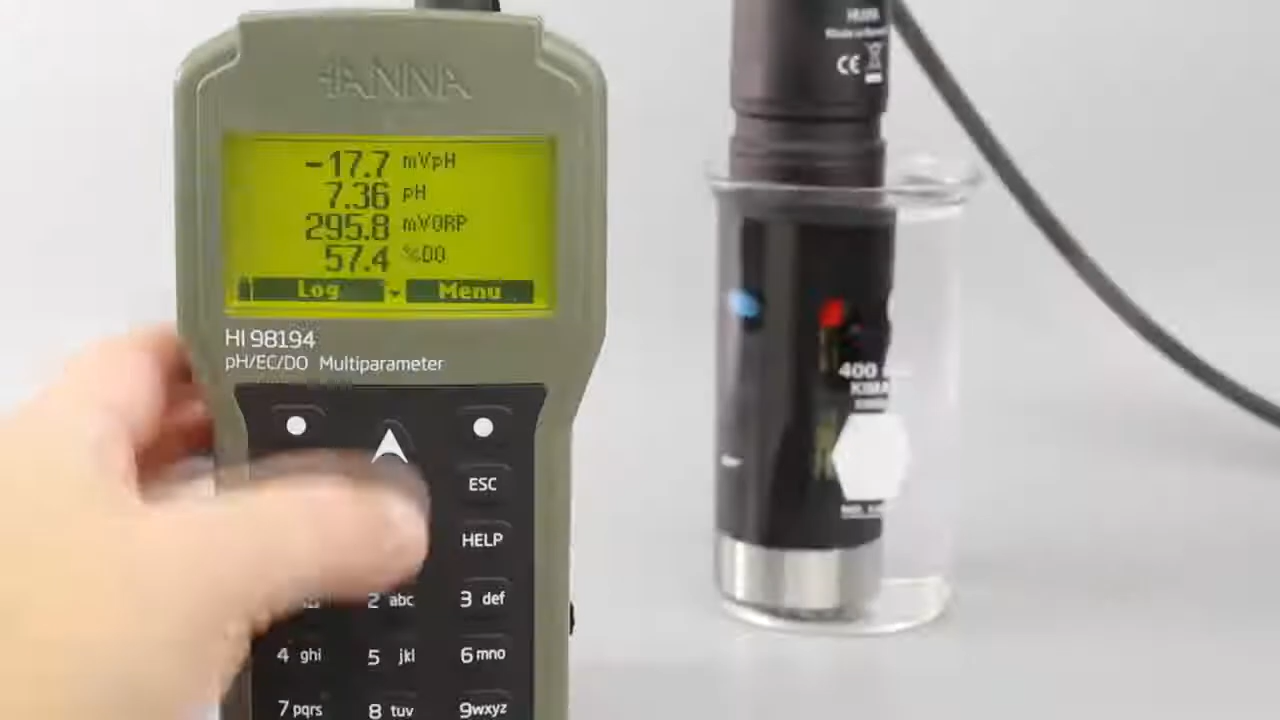 HANNA
-17.7 mVpH
7.36 pH
295.8 mVORP
57.4 %DO
Log Menu
HI 98194
pH/EC/DO Multiparameter
ESC
HELP
2 abc 3 def
4 ghi 5 jkl 6 mno
7 pqrs 8 tuv 9 wxyz
CE
400